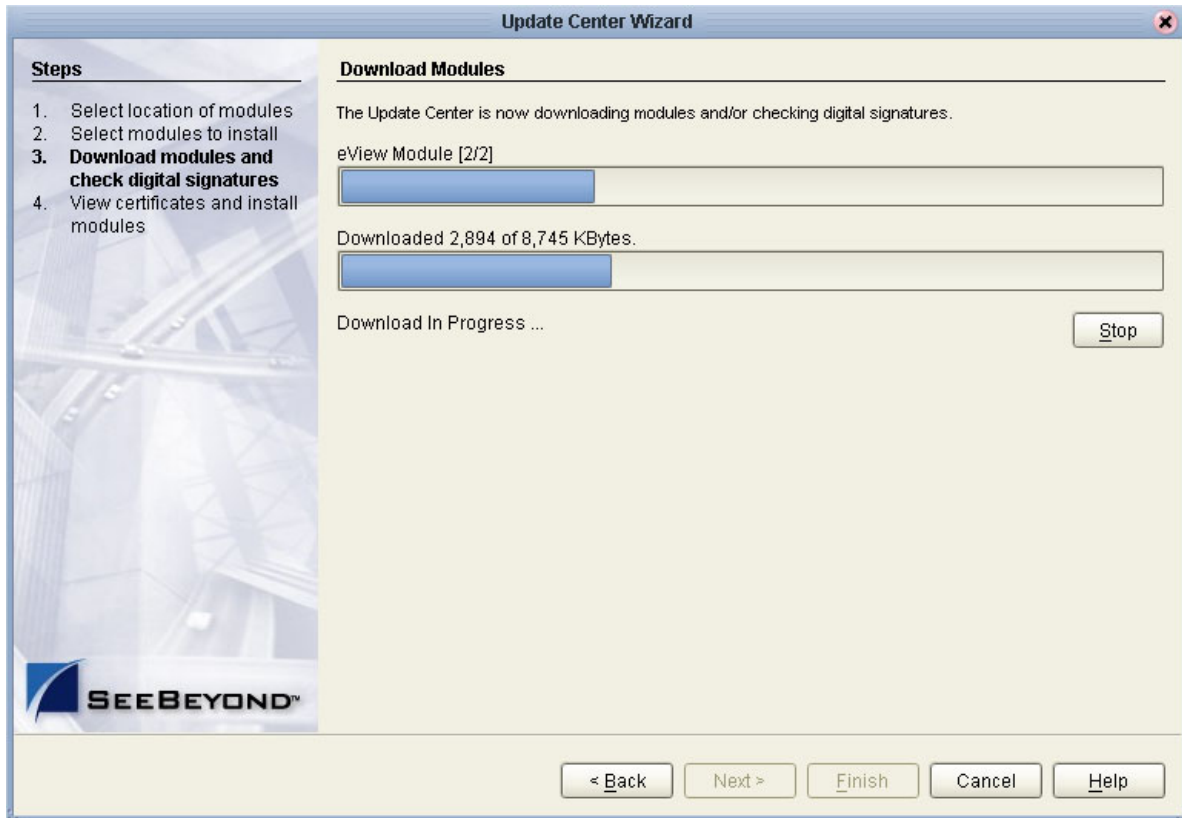 Update Center Wizard
Steps
1. Select location of modules
2. Select modules to install
3. Download modules and
check digital signatures
4. View certificates and install
modules
Download Modules
The Update Center is now downloading modules and/or checking digital signatures.
eView Module [2/2]
Downloaded 2,894 of 8,745 KBytes.
Download In Progress ...
Stop
SEEBEYOND™
< Back
Next >
Finish
Cancel
Help